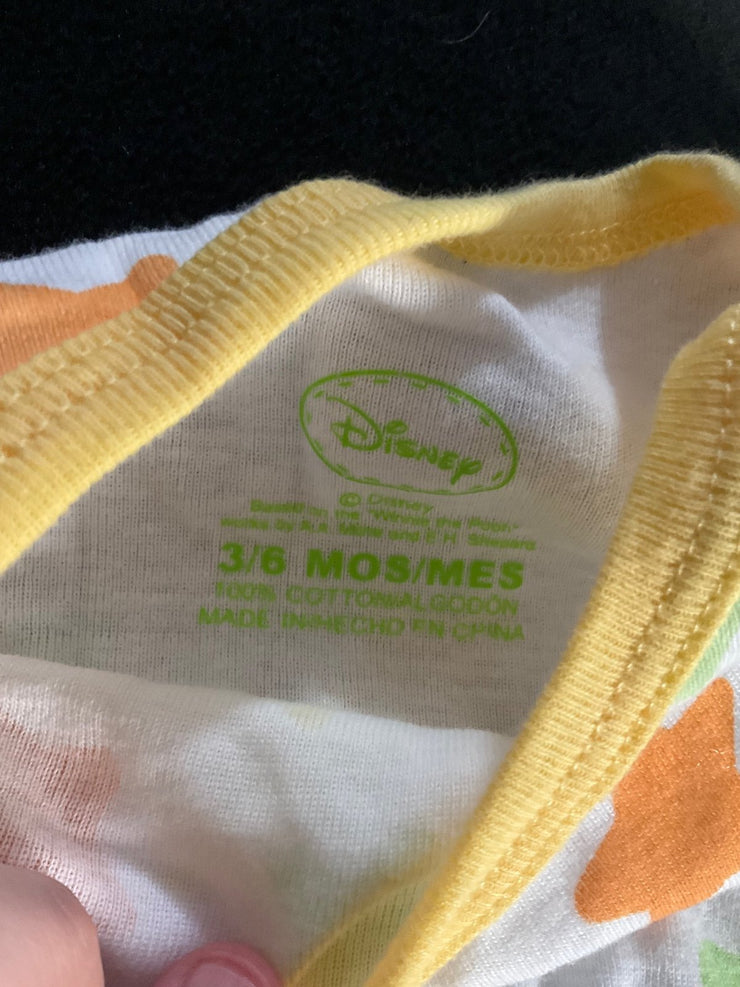 Disney
© Disney
Based on the "Winnie the Pooh"
works by A.A. Milne and E.H. Shepard
3/6 MOS/MES
100% COTTON/ALGODÓN
MADE IN/HECHO EN CHINA